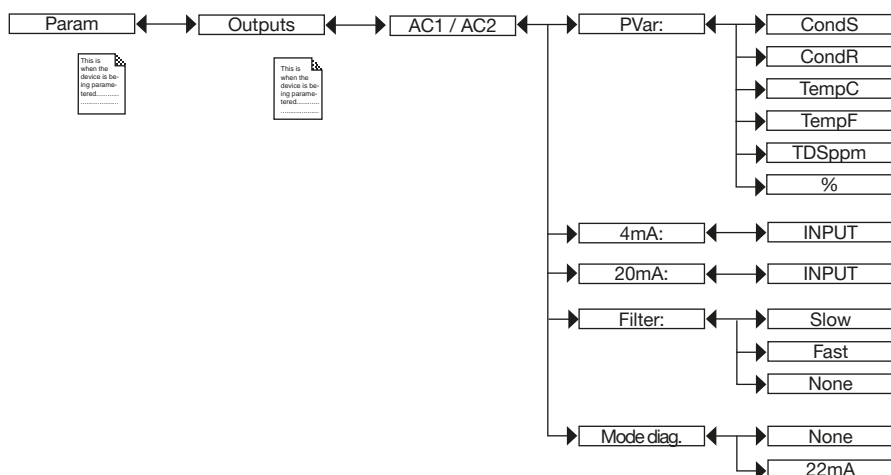 Param Outputs AC1 / AC2 PVar: CondS
CondR
TempC
TempF
TDSppm
%
This is
when the
device is be-
ing parame-
tered............
....................
This is
when the
device is be-
ing parame-
tered............
.....................
4mA: INPUT
20mA: INPUT
Filter: Slow
Fast
None
Mode diag. None
22mA